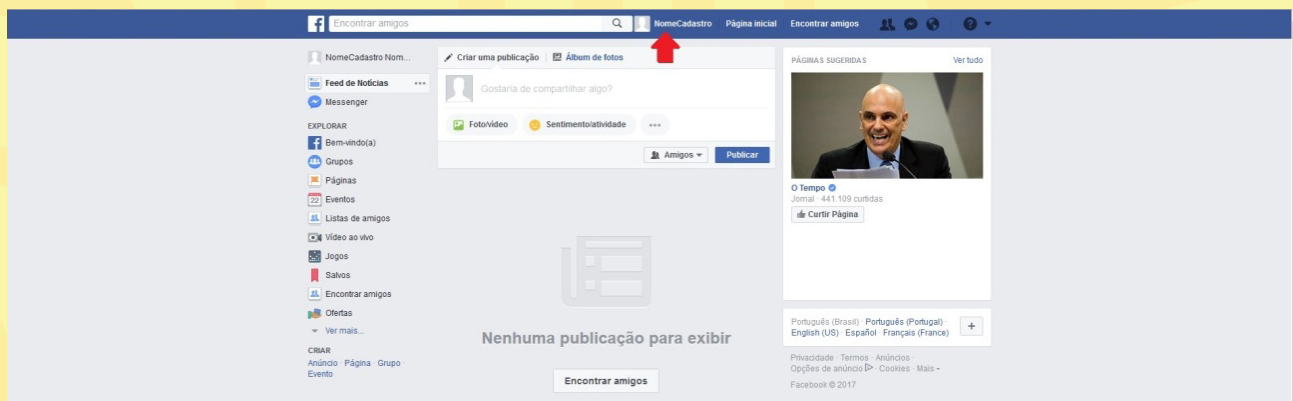 Encontrar amigos
NomeCadastro Página inicial Encontrar amigos
NomeCadastro Nom...
Feed de Notícias
Messenger
EXPLORAR
Bem-vindo(a)
Grupos
Páginas
22 Eventos
Listas de amigos
Vídeo ao vivo
Jogos
Salvos
Encontrar amigos
Ofertas
Ver mais...
CRIAR
Anúncio · Página · Grupo ·
Evento
Criar uma publicação Álbum de fotos
Gostaria de compartilhar algo?
Foto/vídeo Sentimento/atividade
Amigos Publicar
Nenhuma publicação para exibir
Encontrar amigos
PÁGINAS SUGERIDAS Ver tudo
O Tempo
Jornal · 441.109 curtidas
Curtir Página
Português (Brasil) · Português (Portugal) ·
English (US) · Español · Français (France)
Privacidade · Termos · Anúncios ·
Opções de anúncio · Cookies · Mais
Facebook © 2017